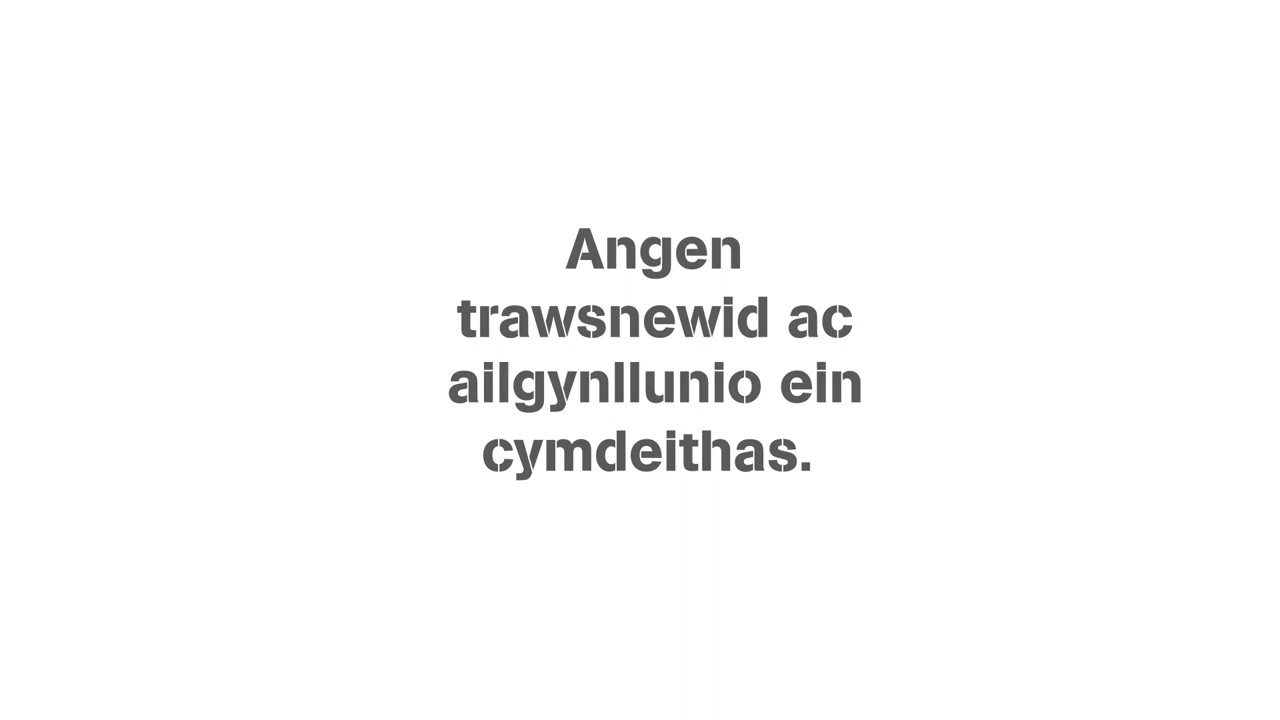 Angen
trawsnewid ac
ailgynllunio ein
cymdeithas.